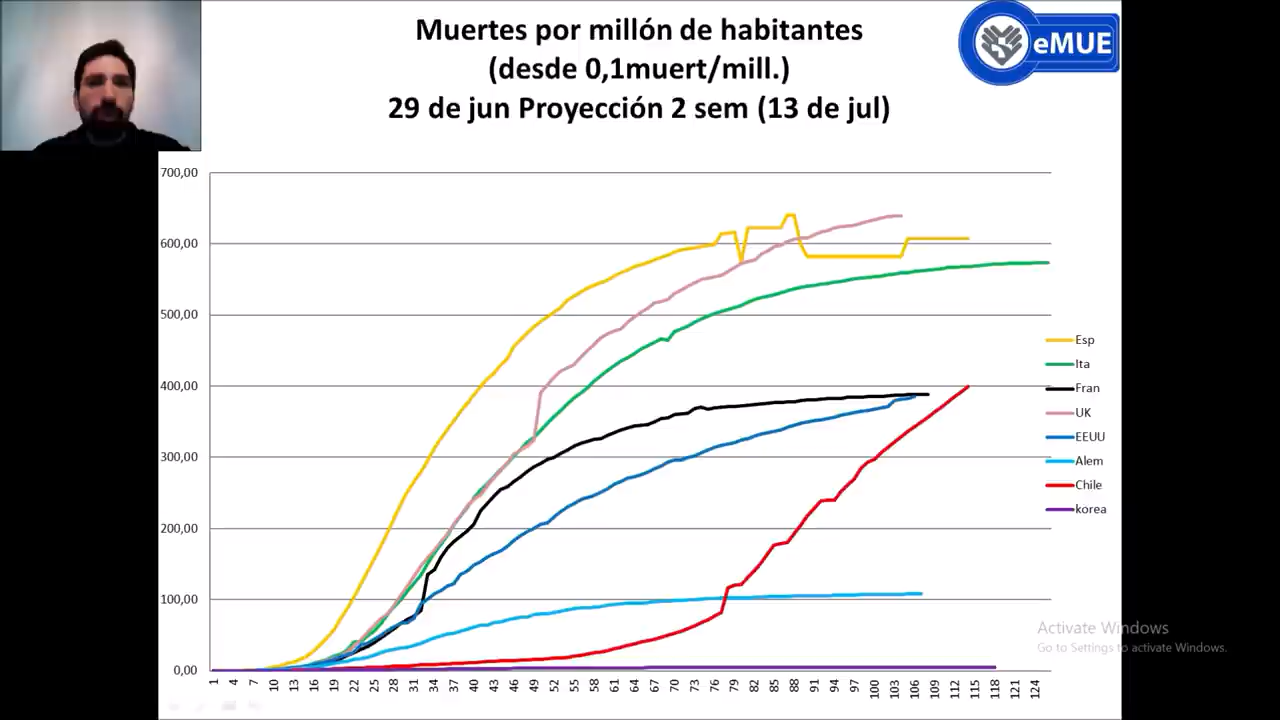 Muertes por millón de habitantes
(desde 0,1muert/mill.)
29 de jun Proyección 2 sem (13 de jul)
eMUE
700,00
600,00
500,00
400,00
300,00
200,00
100,00
0,00
1 4 7 10 13 16 19 22 25 28 31 34 37 40 43 46 49 52 55 58 61 64 67 70 73 76 79 82 85 88 91 94 97 100 103 106 109 112 115 118 121 124
Esp
Ita
Fran
UK
EEUU
Alem
Chile
korea
Activate Windows
Go to Settings to activate Windows.